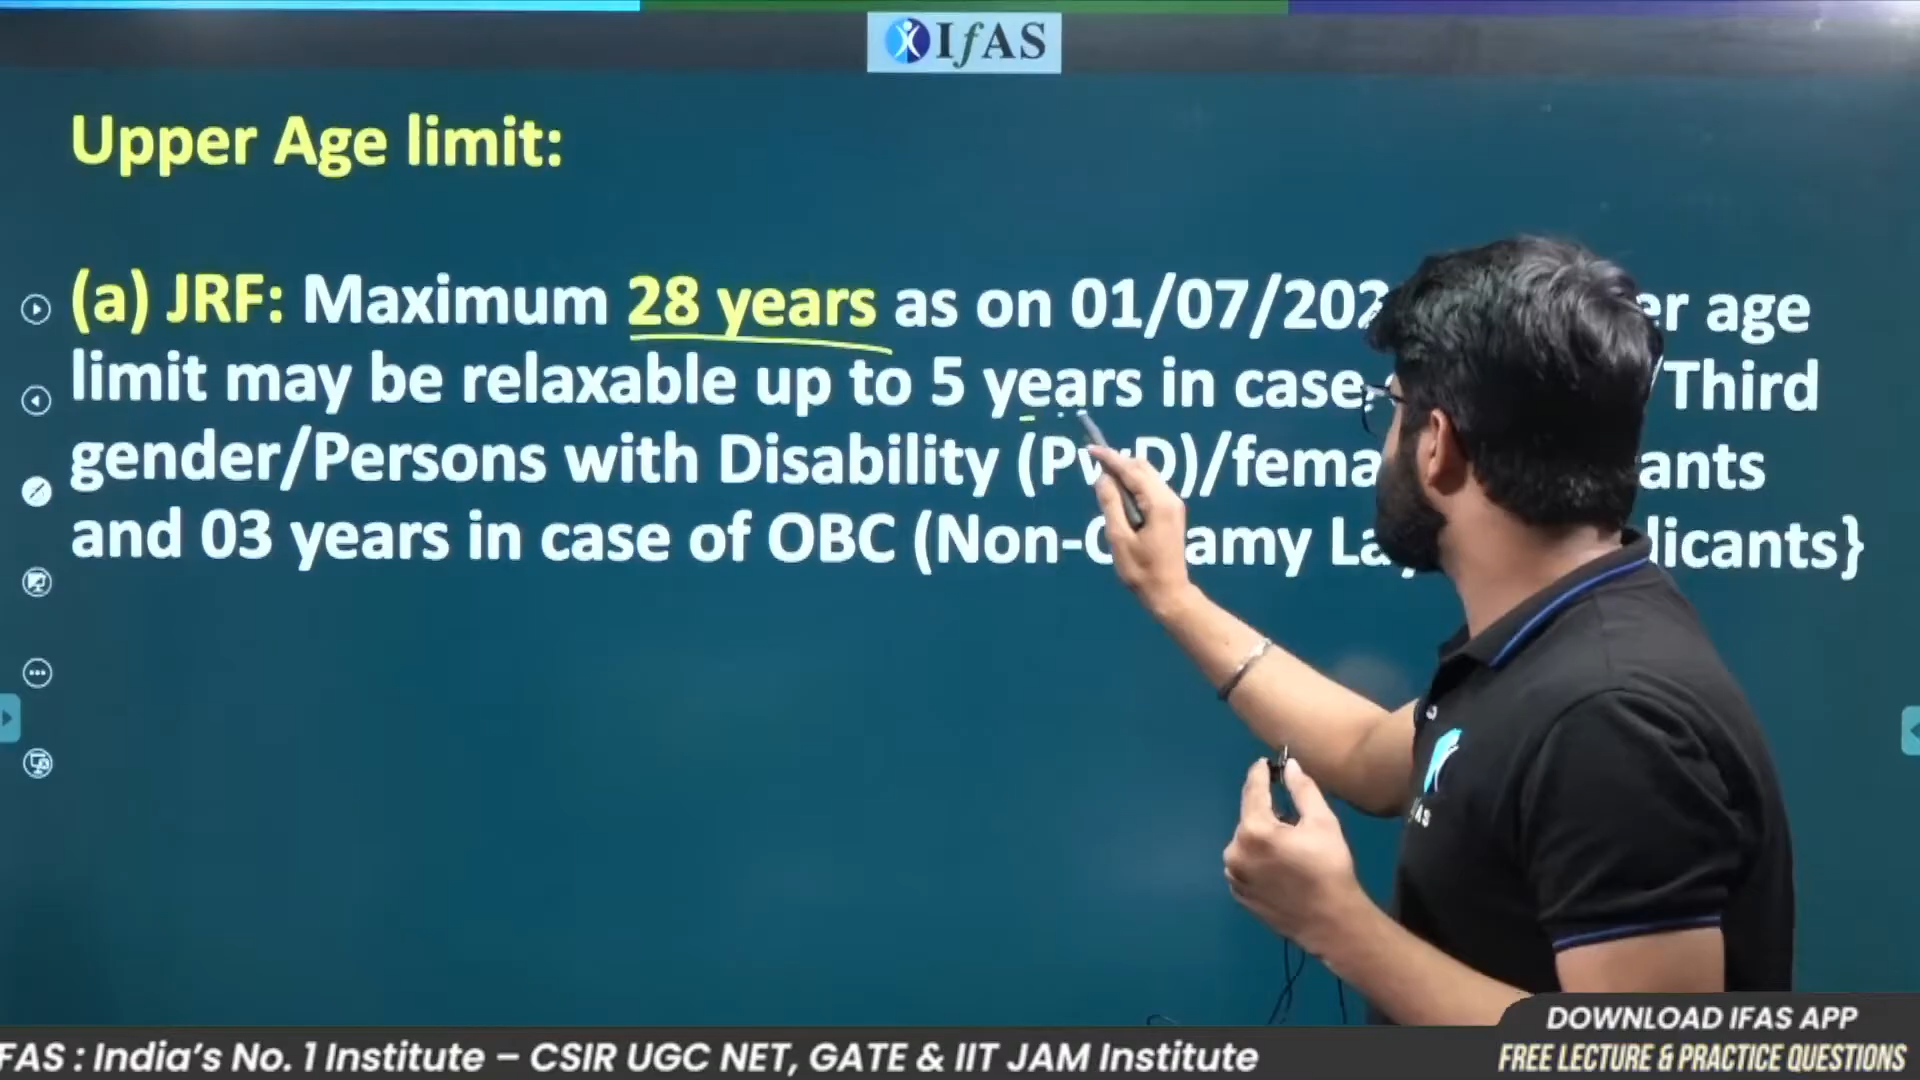 IfAS
Upper Age limit:
(a) JRF: Maximum 28 years as on 01/07/202 er age
limit may be relaxable up to 5 years in case /Third
gender/Persons with Disability (PwD)/fema ants
and 03 years in case of OBC (Non-C amy La licants}
FAS : India's No. 1 Institute – CSIR UGC NET, GATE & IIT JAM Institute
DOWNLOAD IFAS APP
FREE LECTURE & PRACTICE QUESTIONS